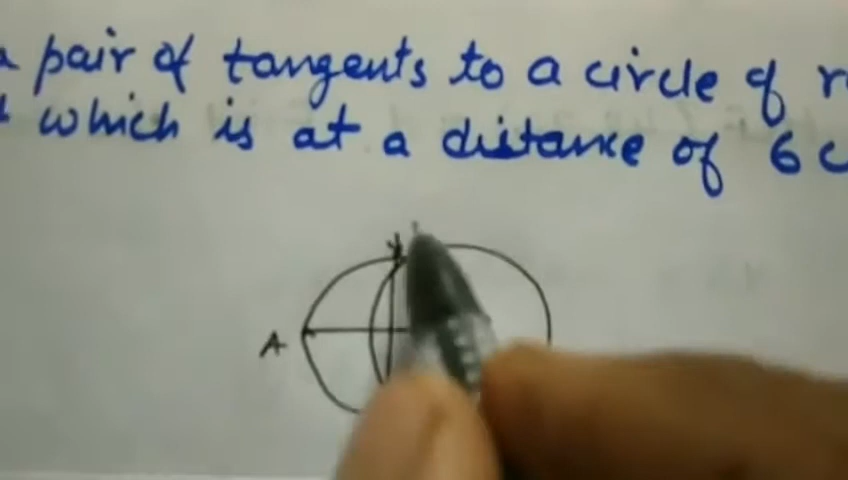 pair of tangents to a circle of
which is at a distance of 6
A